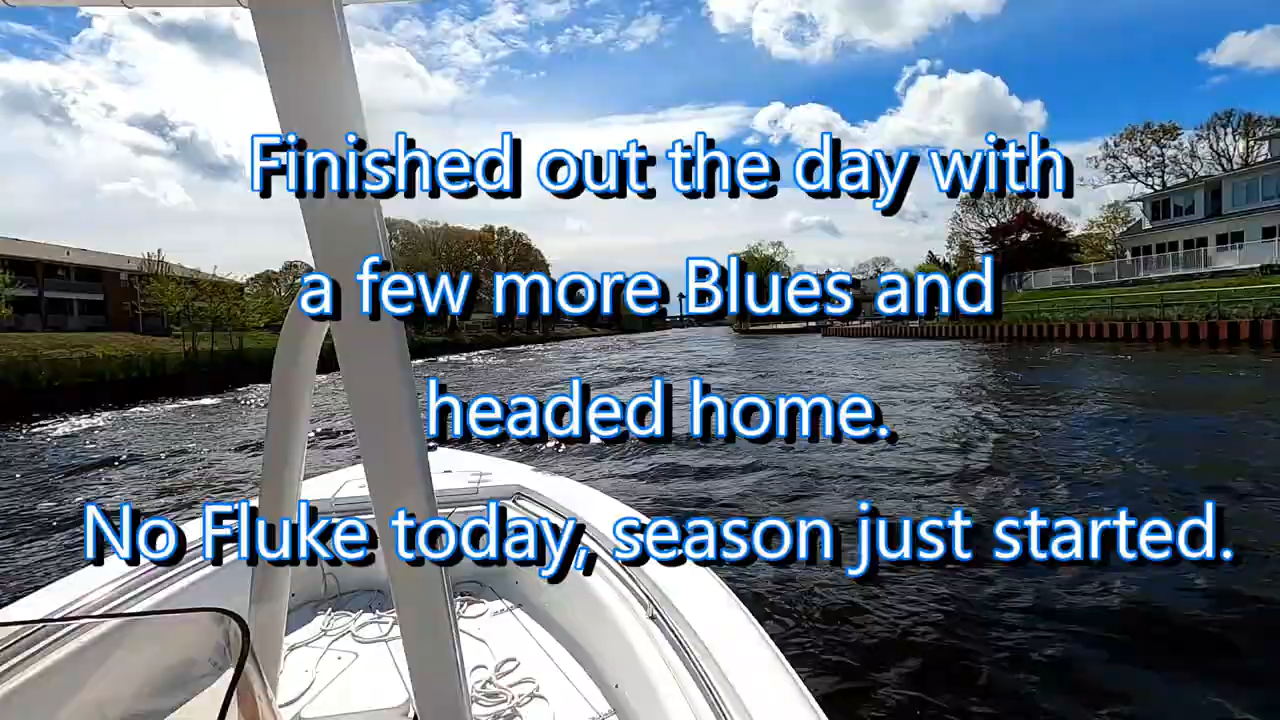 Finished out the day with
a few more Blues and
headed home.
No Fluke today, season just started.